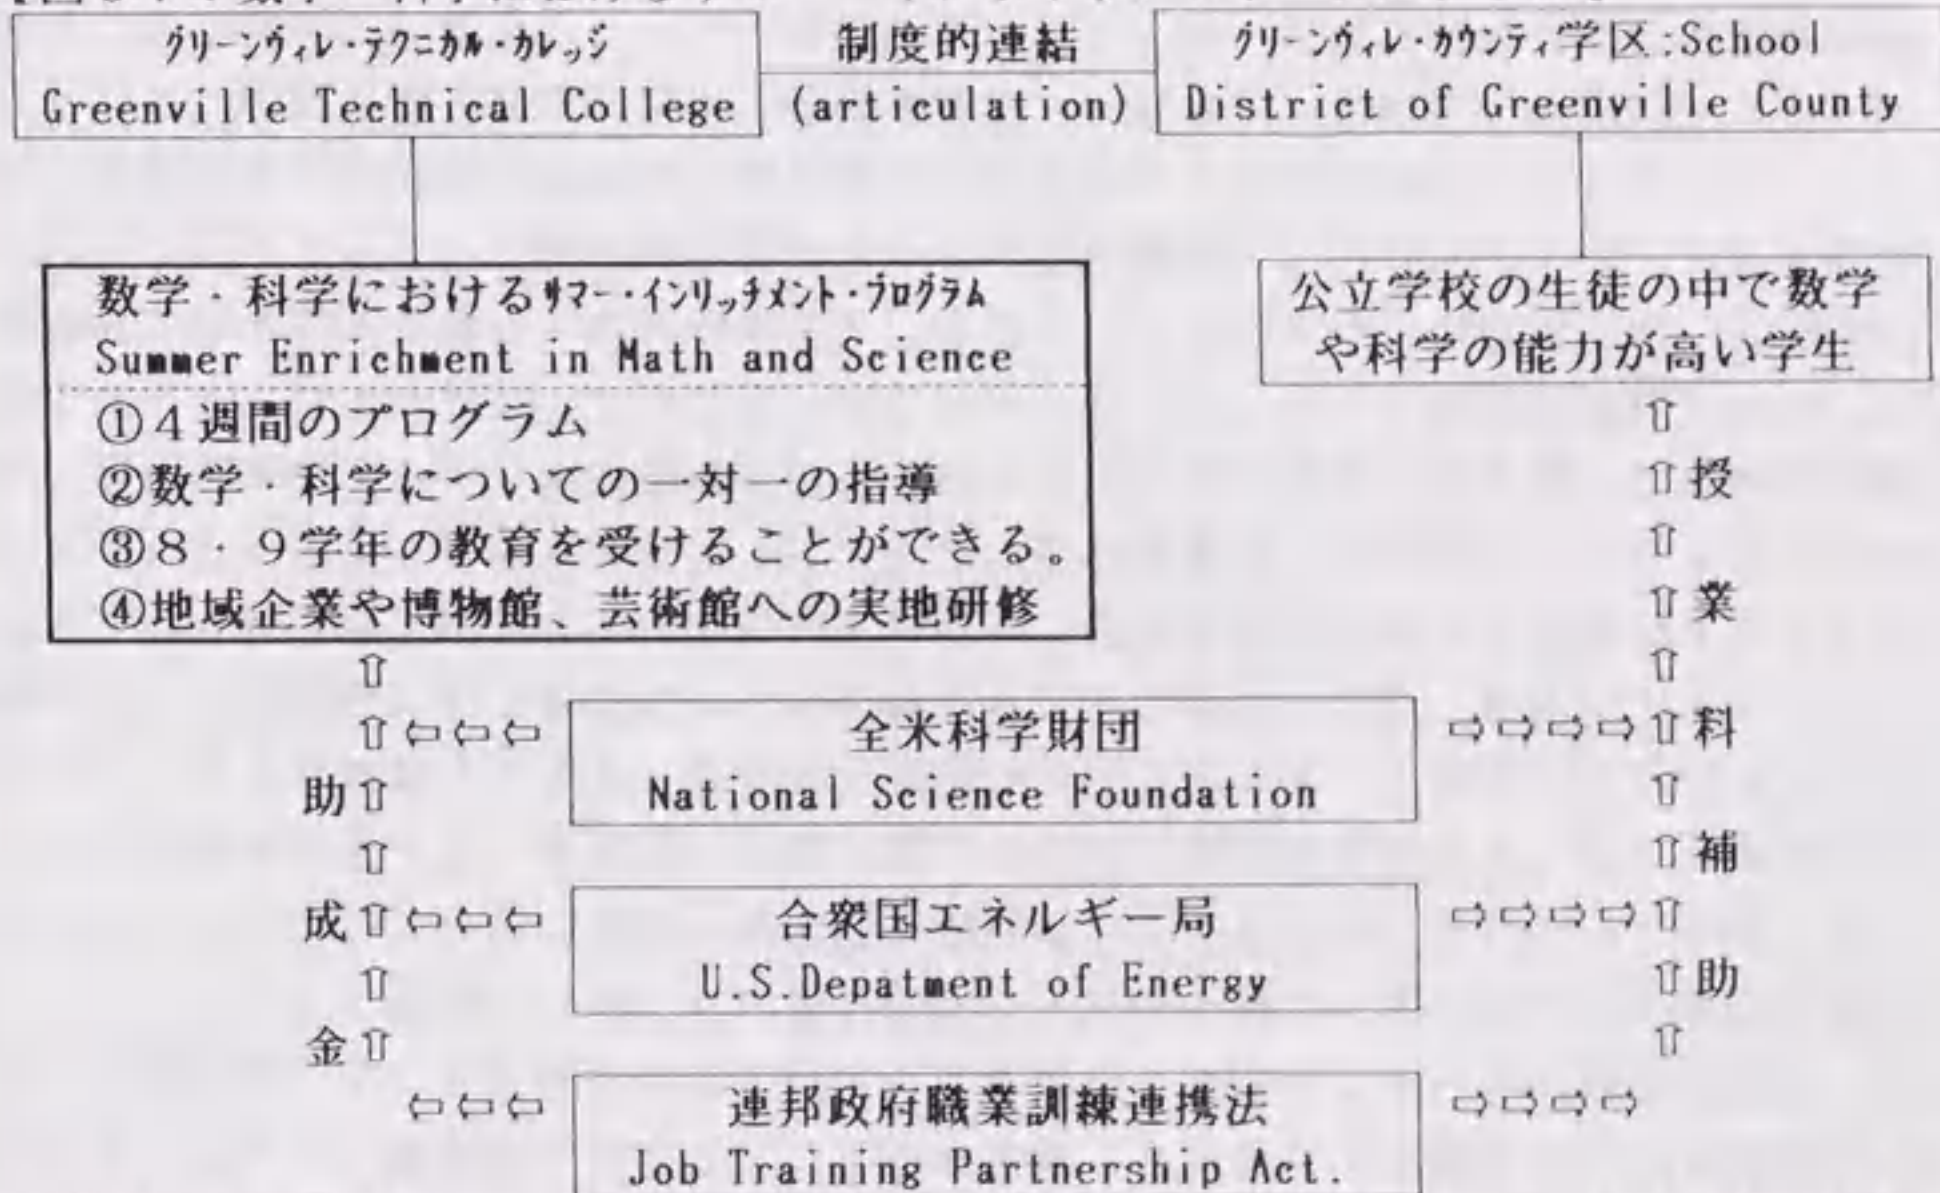 グリーンヴィレ・テクニカル・カレッジ
Greenville Technical College
制度的連結
(articulation)
グリーンヴィレ・カウンティ学区:School
District of Greenville County
数学・科学におけるサマー・インリッチメント・プログラム
Summer Enrichment in Math and Science
①4週間のプログラム
②数学・科学についての一対一の指導
③8・9学年の教育を受けることができる。
④地域企業や博物館、芸術館への実地研修
公立学校の生徒の中で数学
や科学の能力が高い学生
⇧
⇧授
⇧
⇧業
⇧
⇧料
⇧
⇧補
⇧
⇧助
⇧
⇧
⇧⇦⇦⇦
助⇧
⇧
成⇧⇦⇦⇦
⇧
金⇧
⇦⇦⇦
全米科学財団
National Science Foundation
⇨⇨⇨⇨
合衆国エネルギー局
U.S.Depatment of Energy
⇨⇨⇨⇨
連邦政府職業訓練連携法
Job Training Partnership Act.
⇨⇨⇨⇨